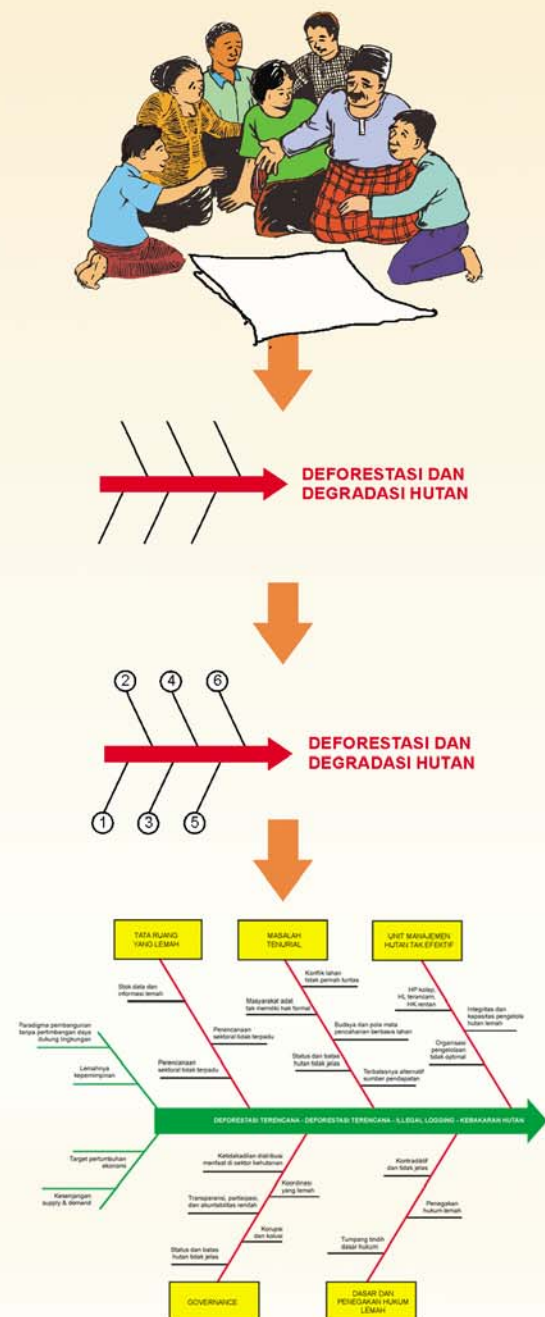 DEFORESTASI DAN
DEGRADASI HUTAN
2
4
6
DEFORESTASI DAN
DEGRADASI HUTAN
1
3
5
TATA RUANG
YANG LEMAH
MASALAH
TENURIAL
UNIT MANAJEMEN
HUTAN TAK EFEKTIF
Stok data dan
informasi lemah
Perencanaan
sektoral tidak terpadu
Perencanaan
sektoral tidak terpadu
Konflik lahan
tidak pernah tuntas
Masyarakat adat
tak memiliki hak formal
Budaya dan pola mata
pencaharian berbasis lahan
Status dan batas
hutan tidak jelas
Terbatasnya alternatif
sumber pendapatan
HP kolap,
HL terancam,
HK rentan
Integritas dan
kapasitas pengelola
hutan lemah
Organisasi
pengelolaan
tidak optimal
Paradigma pembangunan
tanpa pertimbangan daya
dukung lingkungan
Lemahnya
kepemimpinan
DEFORESTASI TERENCANA - DEFORESTASI TERENCANA - ILLEGAL LOGGING - KEBAKARAN HUTAN
Target pertumbuhan
ekonomi
Kesenjangan
supply & demand
Ketidakadilan distribusi
manfaat di sektor kehutanan
Koordinasi
yang lemah
Transparansi, partisipasi,
dan akuntabilitas rendah
Korupsi
dan kolusi
Status dan batas
hutan tidak jelas
Kontradiktif
dan tidak jelas
Penegakan
hukum lemah
Tumpang tindih
dasar hukum
GOVERNANCE
DASAR DAN
PENEGAKAN HUKUM
LEMAH